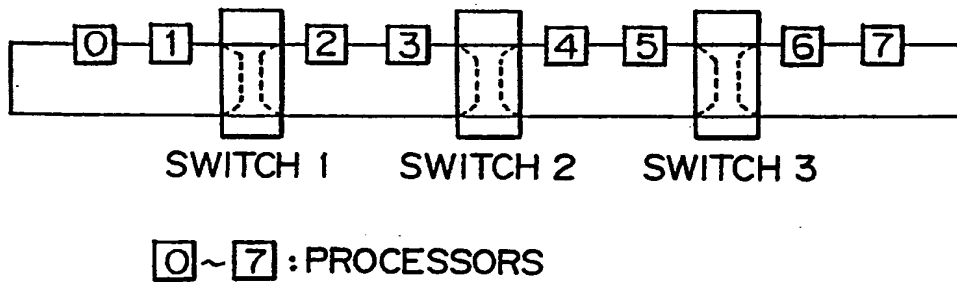 0 1 2 3 4 5 6 7
SWITCH 1 SWITCH 2 SWITCH 3
0 ~ 7 : PROCESSORS